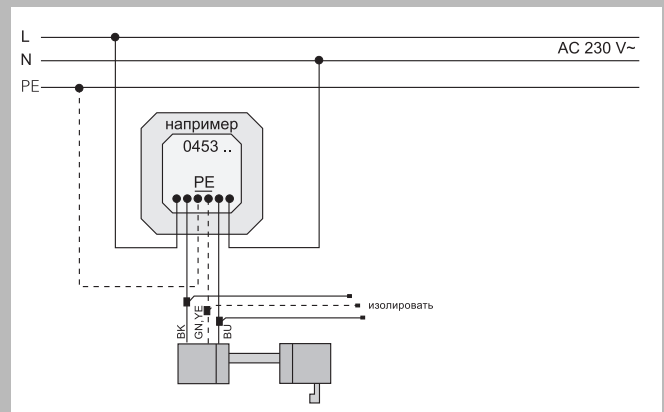 L
N
AC 230 V~
PE
например
0453 ..
PE
изолировать
BK
GN,YE
BU